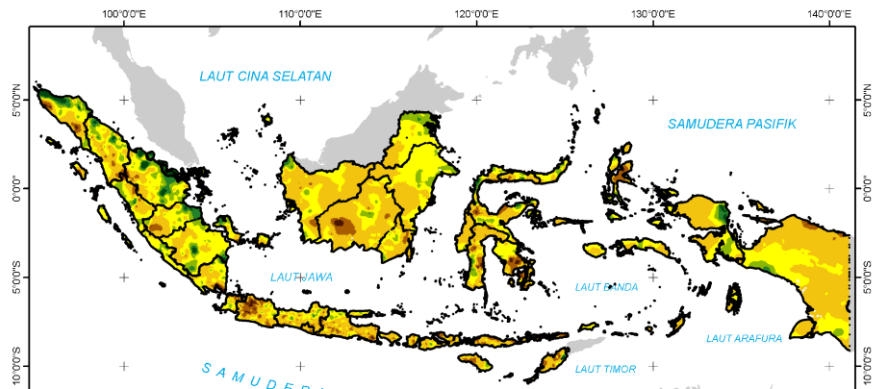 100°0'0"E 110°0'0"E 120°0'0"E 130°0'0"E 140°0'0"E
LAUT CINA SELATAN
SAMUDERA PASIFIK
5°0'0"N 5°0'0"N
0°0'0" 0°0'0"
5°0'0"S 5°0'0"S
LAUT JAWA
LAUT BANDA
LAUT ARAFURA
10°0'0"S 10°0'0"S
LAUT TIMOR